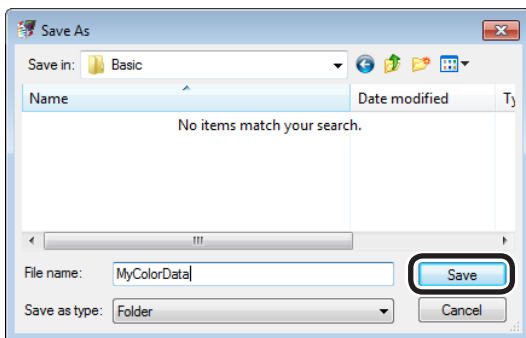 Save As
Save in: Basic
Name Date modified Ty
No items match your search.
File name: MyColorData Save
Save as type: Folder Cancel